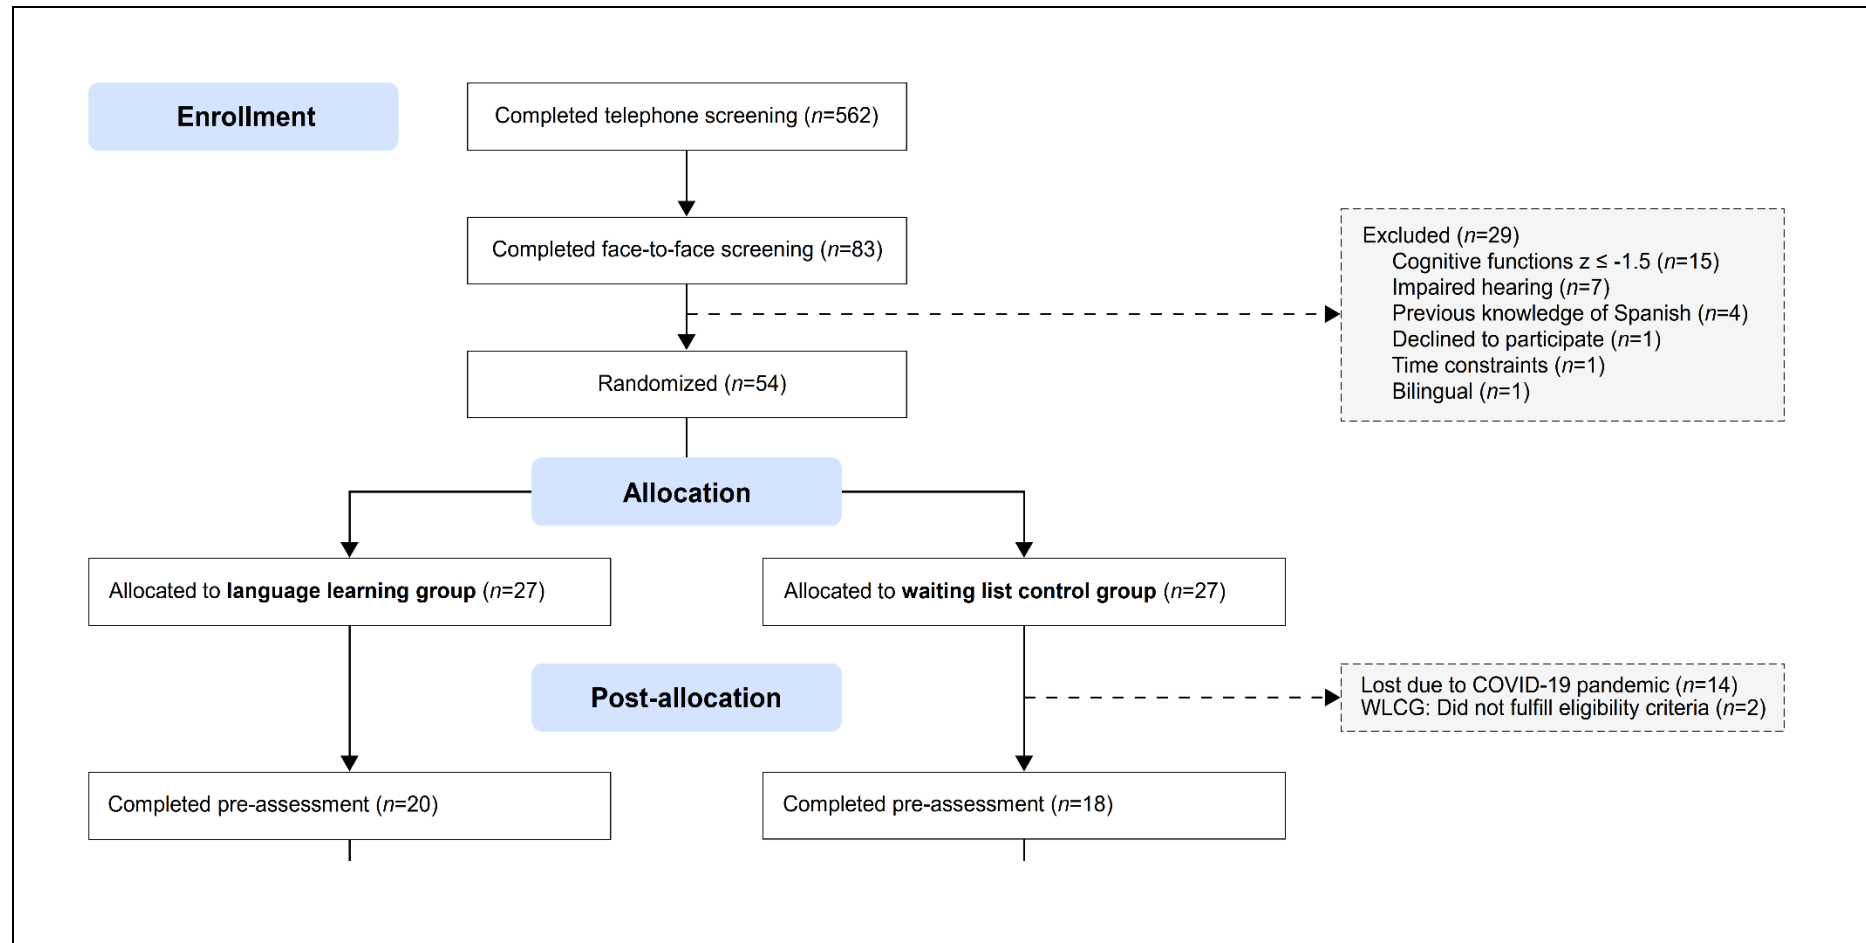 Enrollment
Completed telephone screening (n=562)
Completed face-to-face screening (n=83)
Excluded (n=29)
Cognitive functions z ≤ -1.5 (n=15)
Impaired hearing (n=7)
Previous knowledge of Spanish (n=4)
Declined to participate (n=1)
Time constraints (n=1)
Bilingual (n=1)
Randomized (n=54)
Allocation
Allocated to language learning group (n=27)
Allocated to waiting list control group (n=27)
Post-allocation
Lost due to COVID-19 pandemic (n=14)
WLCG: Did not fulfill eligibility criteria (n=2)
Completed pre-assessment (n=20)
Completed pre-assessment (n=18)